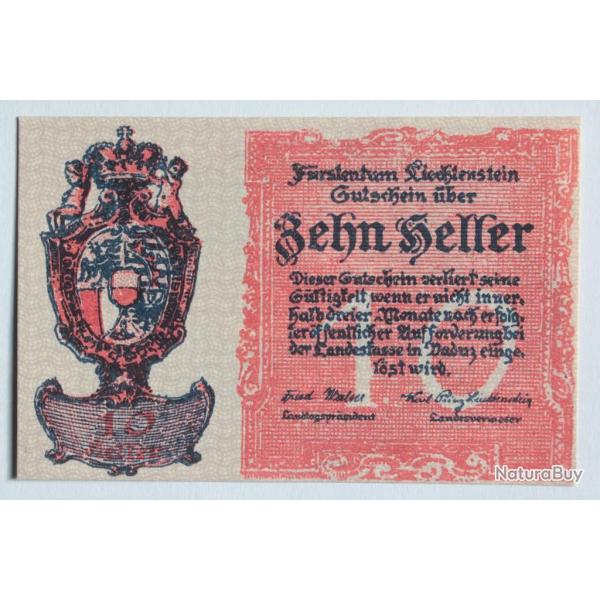 Fürstentum Liechtenstein
Gutschein über
Zehn Heller
Dieser Gutschein verliert seine
Gültigkeit, wenn er nicht inner-
halb dreier Monate nach erfolg-
ter öffentlicher Aufforderung bei
der Landeskasse in Vaduz einge-
löst wird.
10
Landtagspräsident Landesverweser
10
NaturaBuy